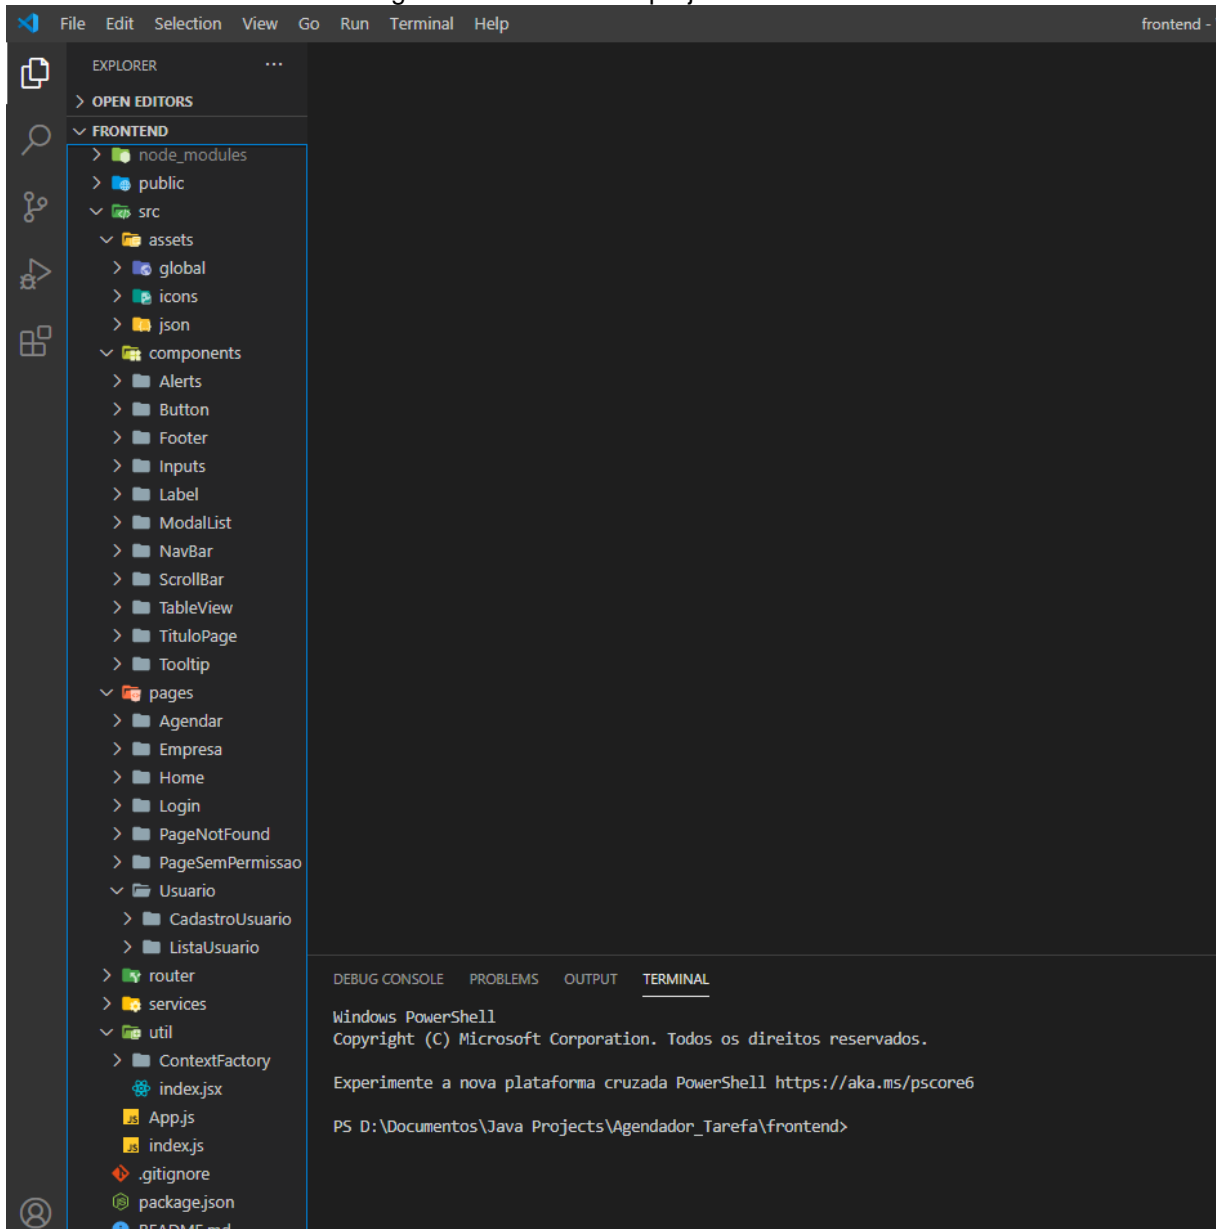 File Edit Selection View Go Run Terminal Help frontend -
EXPLORER ...
OPEN EDITORS
FRONTEND
node_modules
public
src
assets
global
icons
json
components
Alerts
Button
Footer
Inputs
Label
ModalList
NavBar
ScrollBar
TableView
TituloPage
Tooltip
pages
Agendar
Empresa
Home
Login
PageNotFound
PageSemPermissao
Usuario
CadastroUsuario
ListaUsuario
router
services
util
ContextFactory
index.jsx
App.js
index.js
.gitignore
package.json
README.md
DEBUG CONSOLE PROBLEMS OUTPUT TERMINAL
Windows PowerShell
Copyright (C) Microsoft Corporation. Todos os direitos reservados.
Experimente a nova plataforma cruzada PowerShell https://aka.ms/pscore6
PS D:\Documentos\Java Projects\Agendador_Tarefa\frontend>